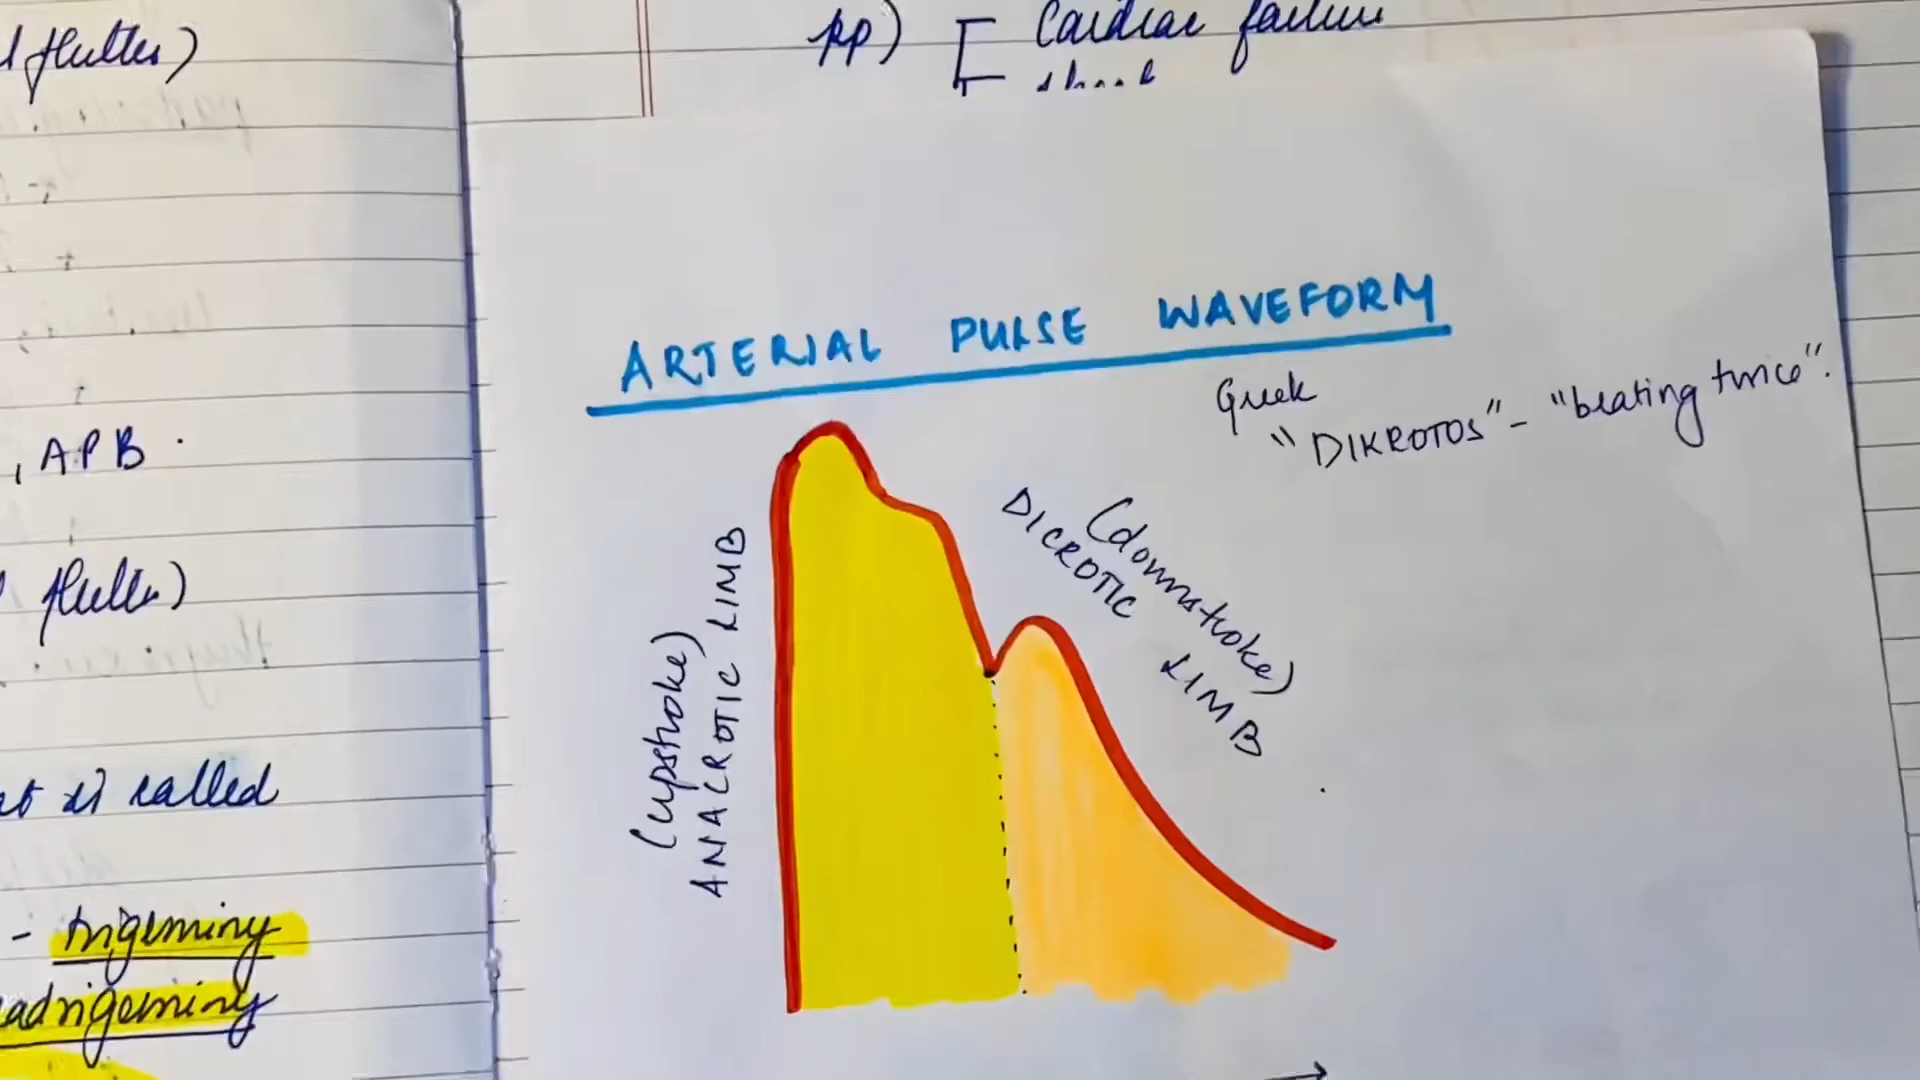 flutter)
, APB .
flutter)
is called
- trigeminy
adrigeminy
pp) [ Cardiac failure
ARTERIAL PULSE WAVEFORM
Greek
"DIKROTOS" - "beating twice".
(upstroke)
ANACROTIC LIMB
(downstroke)
DICROTIC LIMB